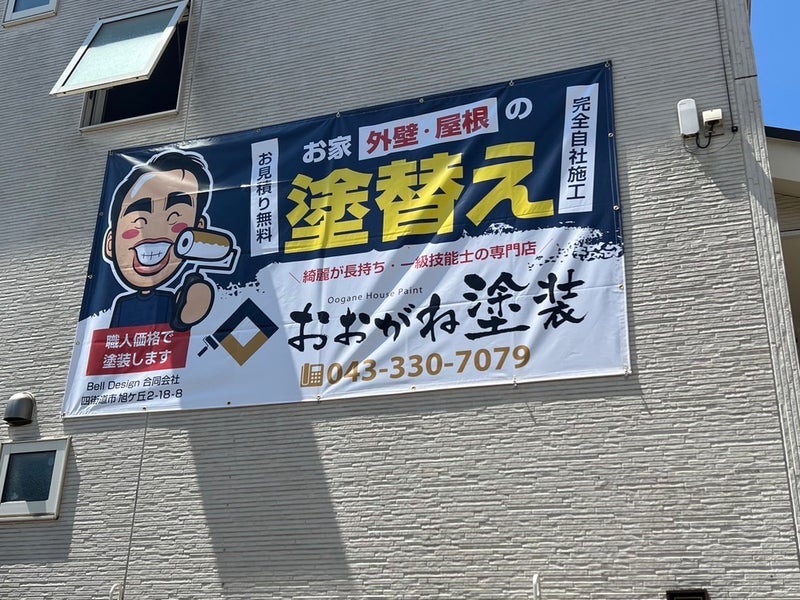 お家 外壁・屋根 の
塗替え
お見積り無料
完全自社施工
＼綺麗が長持ち・一級技能士の専門店
Oogane House Paint
おおがね塗装
043-330-7079
職人価格で
塗装します
Bell Design 合同会社
四街道市 旭ケ丘2-18-8